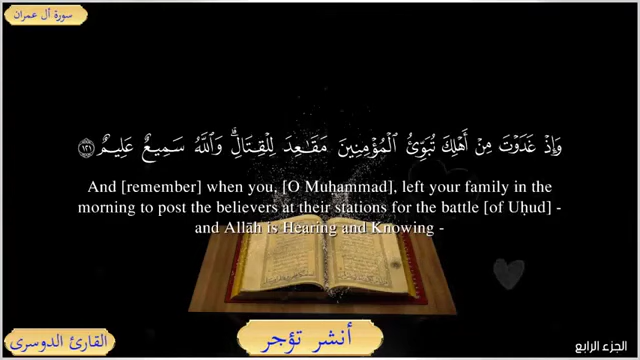 سورة آل عمران
وَإِذْ غَدَوْتَ مِنْ أَهْلِكَ تُبَوِّئُ الْمُؤْمِنِينَ مَقَاعِدَ لِلْقِتَالِ ۗ وَاللَّهُ سَمِيعٌ عَلِيمٌ ۝١٢١
And [remember] when you, [O Muhammad], left your family in the
morning to post the believers at their stations for the battle [of Uḥud] -
and Allāh is Hearing and Knowing -
القارئ الدوسرى
أنشر تؤجر
الجزء الرابع